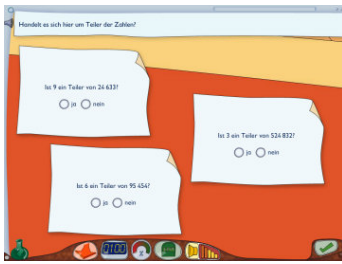 Handelt es sich hier um Teiler der Zahlen?
Ist 9 ein Teiler von 24 633?
ja nein
Ist 3 ein Teiler von 524 832?
ja nein
Ist 6 ein Teiler von 95 454?
ja nein